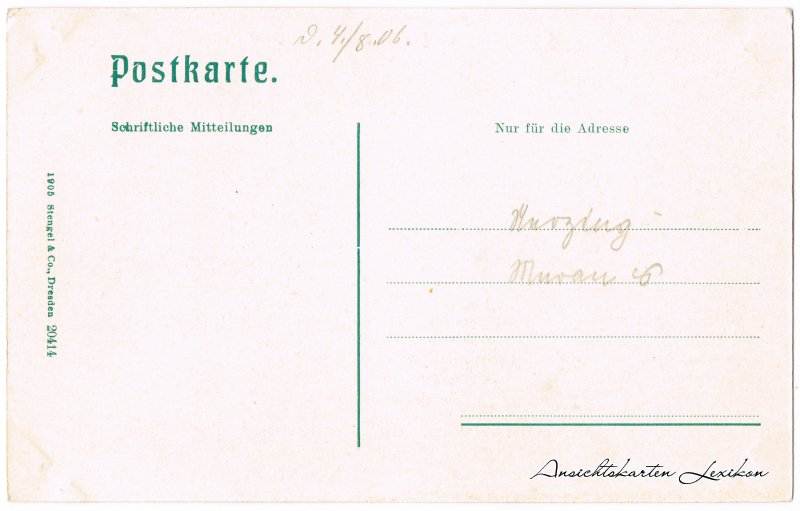 d. 4./8.06.
Postkarte.
Schriftliche Mitteilungen
Nur für die Adresse
1905 Stengel & Co., Dresden 20414
Ansichtskarten Lexikon